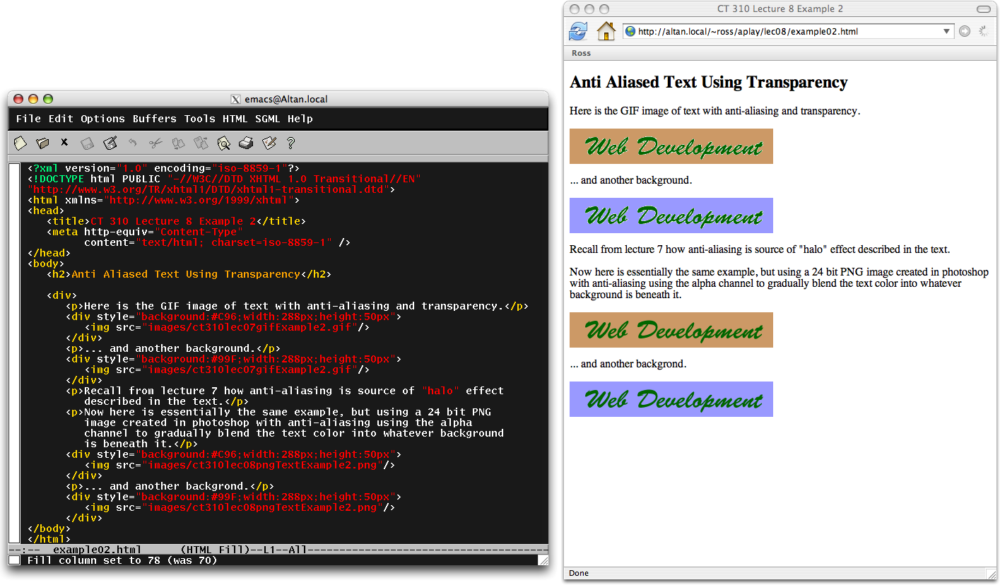 emacs@Altan.local
File Edit Options Buffers Tools HTML SGML Help
<?xml version="1.0" encoding="iso-8859-1"?>
<!DOCTYPE html PUBLIC "-//W3C//DTD XHTML 1.0 Transitional//EN"
"http://www.w3.org/TR/xhtml1/DTD/xhtml1-transitional.dtd">
<html xmlns="http://www.w3.org/1999/xhtml">
<head>
<title>CT 310 Lecture 8 Example 2</title>
<meta http-equiv="Content-Type"
content="text/html; charset=iso-8859-1" />
</head>
<body>
<h2>Anti Aliased Text Using Transparency</h2>
<div>
<p>Here is the GIF image of text with anti-aliasing and transparency.</p>
<div style="background:#C96;width:288px;height:50px">
<img src="images/ct310lec07gifExample2.gif"/>
</div>
<p>... and another background.</p>
<div style="background:#99F;width:288px;height:50px">
<img src="images/ct310lec07gifExample2.gif"/>
</div>
<p>Recall from lecture 7 how anti-aliasing is source of "halo" effect
described in the text.</p>
<p>Now here is essentially the same example, but using a 24 bit PNG
image created in photoshop with anti-aliasing using the alpha
channel to gradually blend the text color into whatever background
is beneath it.</p>
<div style="background:#C96;width:288px;height:50px">
<img src="images/ct310lec08pngTextExample2.png"/>
</div>
<p>... and another backgrond.</p>
<div style="background:#99F;width:288px;height:50px">
<img src="images/ct310lec08pngTextExample2.png"/>
</div>
</body>
</html>
--:-- example02.html (HTML Fill)--L1--All--------------------------------------
Fill column set to 78 (was 70)
CT 310 Lecture 8 Example 2
http://altan.local/~ross/aplay/lec08/example02.html
Ross
Anti Aliased Text Using Transparency
Here is the GIF image of text with anti-aliasing and transparency.
Web Development
... and another background.
Web Development
Recall from lecture 7 how anti-aliasing is source of "halo" effect described in the text.
Now here is essentially the same example, but using a 24 bit PNG image created in photoshop
with anti-aliasing using the alpha channel to gradually blend the text color into whatever
background is beneath it.
Web Development
... and another backgrond.
Web Development
Done